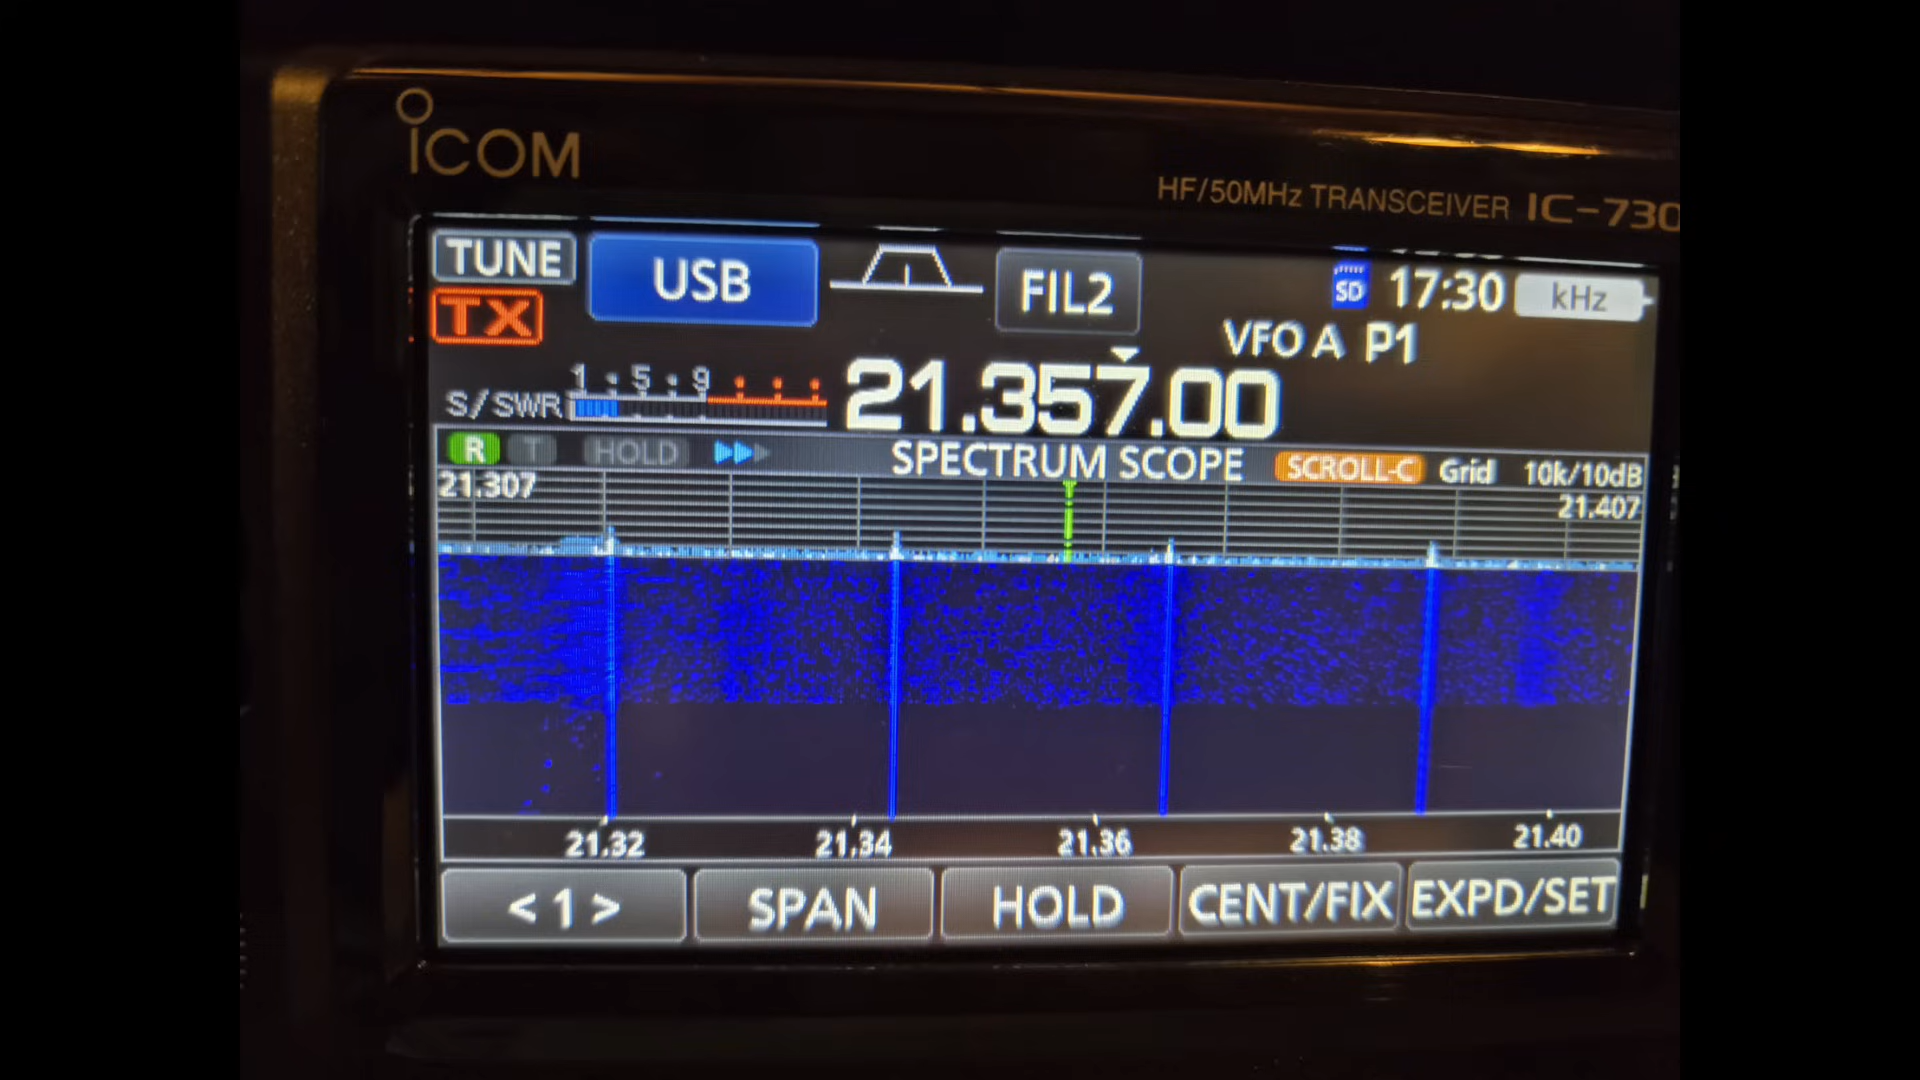 ICOM
HF/50MHz TRANSCEIVER IC-730
TUNE USB FIL2 SD 17:30 kHz
TX
VFO A P1
1 5 9
S/SWR 21.357.00
R T HOLD SPECTRUM SCOPE SCROLL-C Grid 10k/10dB
21.307 21.407
21.32 21.34 21.36 21.38 21.40
< 1 > SPAN HOLD CENT/FIX EXPD/SET